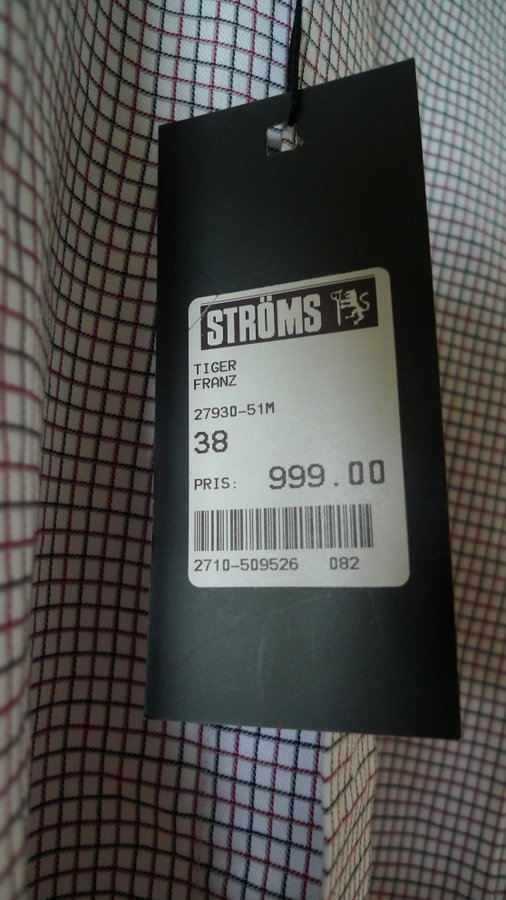 STRÖMS
TIGER
FRANZ
27930-51M
38
PRIS: 999.00
2710-509526 082